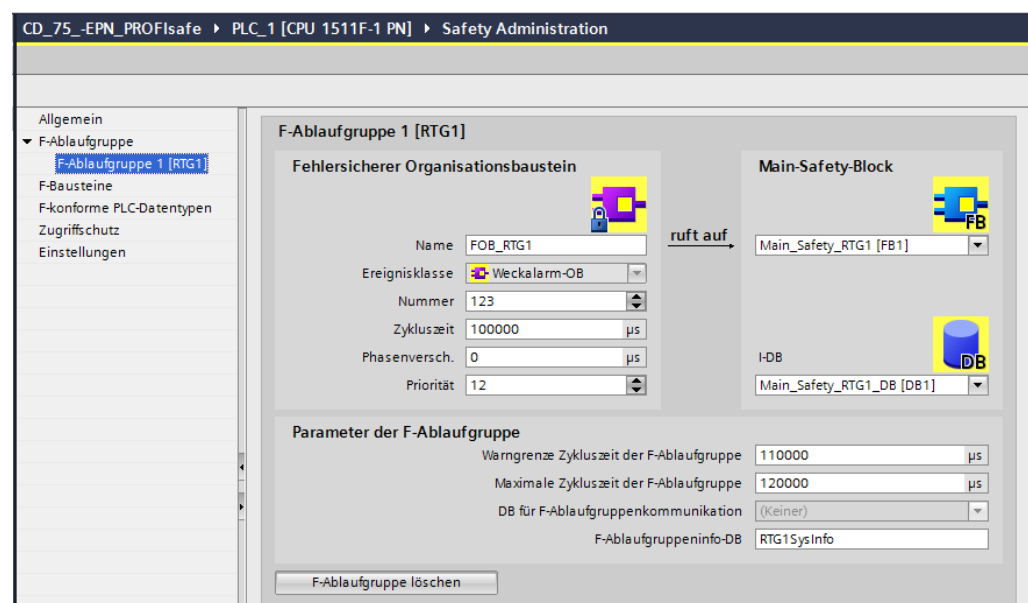 CD_75_-EPN_PROFIsafe ▸ PLC_1 [CPU 1511F-1 PN] ▸ Safety Administration
Allgemein
F-Ablaufgruppe
F-Ablaufgruppe 1 [RTG1]
F-Bausteine
F-konforme PLC-Datentypen
Zugriffschutz
Einstellungen
F-Ablaufgruppe 1 [RTG1]
Fehlersicherer Organisationsbaustein
Name FOB_RTG1
Ereignisklasse Weckalarm-OB
Nummer 123
Zykluszeit 100000 µs
Phasenversch. 0 µs
Priorität 12
ruft auf
Main-Safety-Block
FB
Main_Safety_RTG1 [FB1]
I-DB
DB
Main_Safety_RTG1_DB [DB1]
Parameter der F-Ablaufgruppe
Warngrenze Zykluszeit der F-Ablaufgruppe 110000 µs
Maximale Zykluszeit der F-Ablaufgruppe 120000 µs
DB für F-Ablaufgruppenkommunikation (Keiner)
F-Ablaufgruppeninfo-DB RTG1SysInfo
F-Ablaufgruppe löschen